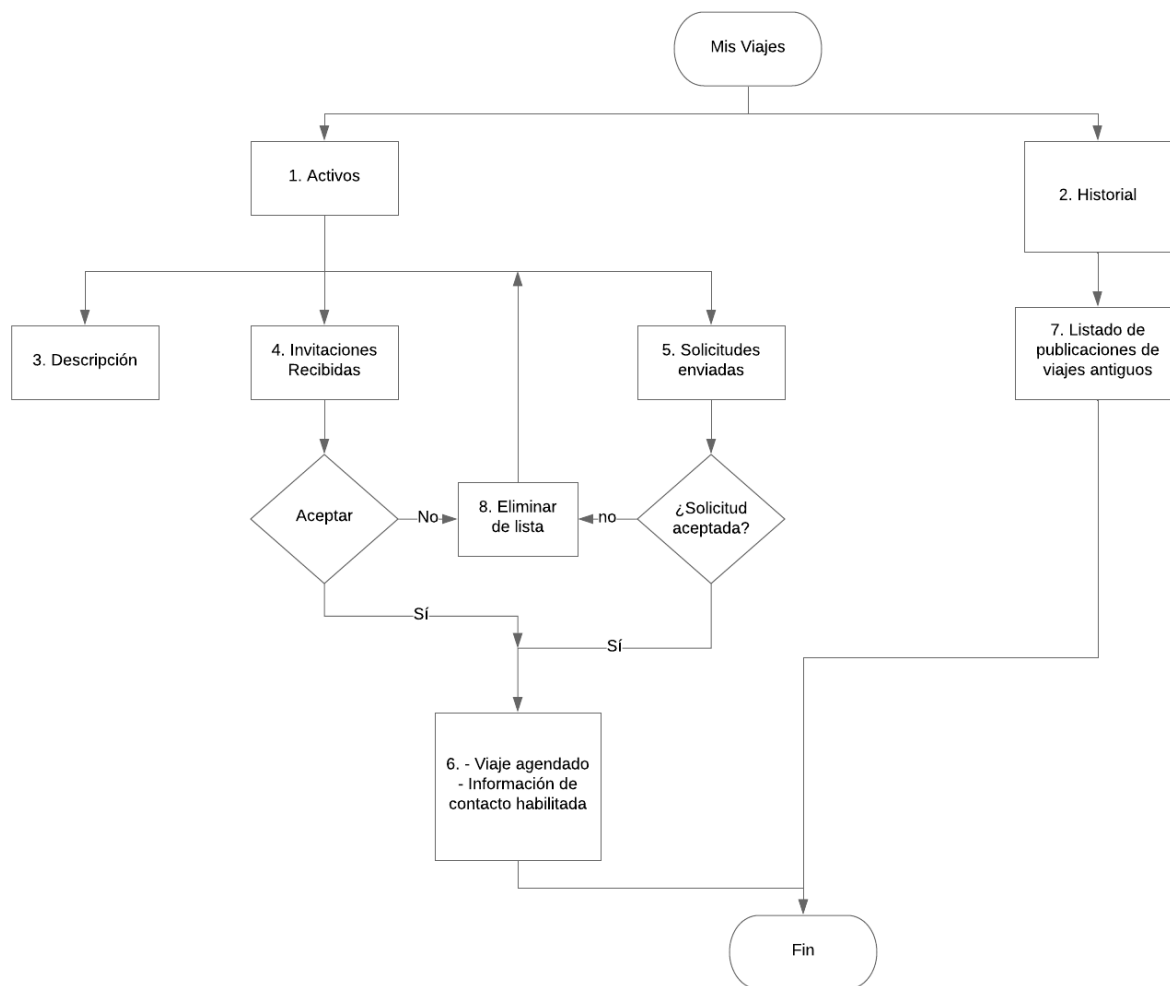 Mis Viajes
1. Activos
2. Historial
3. Descripción
4. Invitaciones
Recibidas
5. Solicitudes
enviadas
7. Listado de
publicaciones de
viajes antiguos
Aceptar
No
8. Eliminar
de lista
no
¿Solicitud
aceptada?
Sí
Sí
6. - Viaje agendado
- Información de
contacto habilitada
Fin